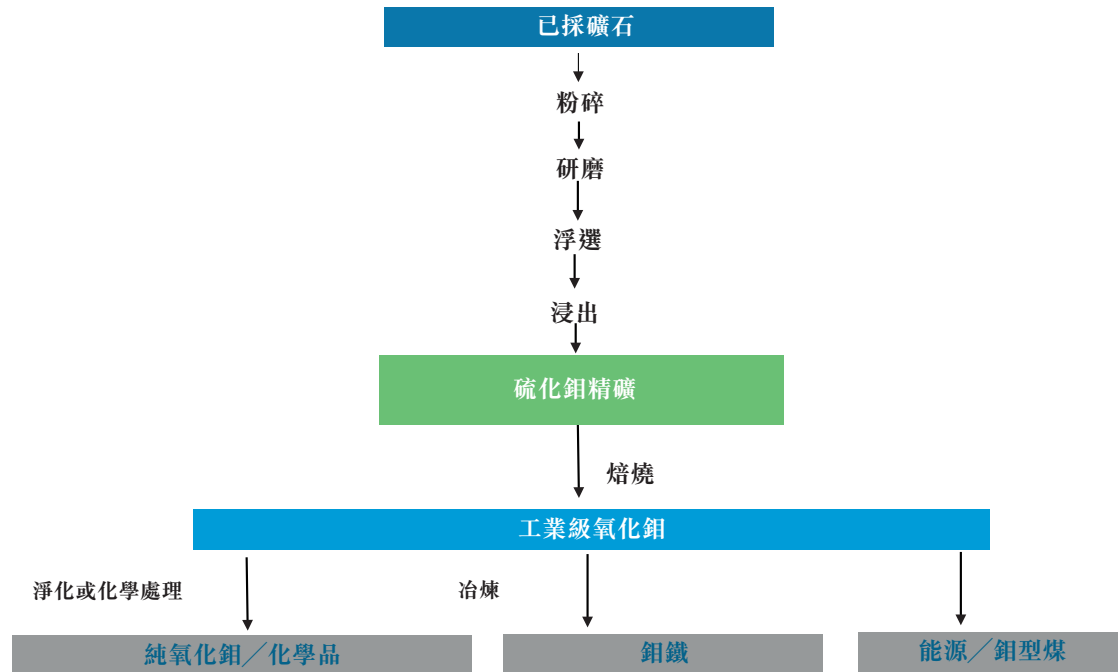 已採礦石
粉碎
研磨
浮選
浸出
硫化鉬精礦
焙燒
工業級氧化鉬
淨化或化學處理
冶煉
純氧化鉬／化學品
鉬鐵
能源／鉬型煤